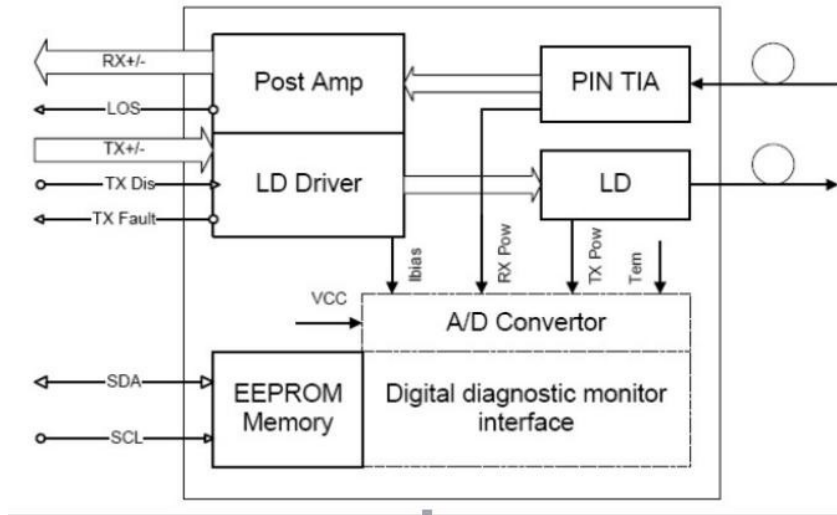 RX+/-
Post Amp
PIN TIA
LOS
TX+/-
TX Dis
LD Driver
LD
TX Fault
Ibias
RX Pow
TX Pow
Tem
VCC
A/D Convertor
SDA
EEPROM
Memory
Digital diagnostic monitor
interface
SCL